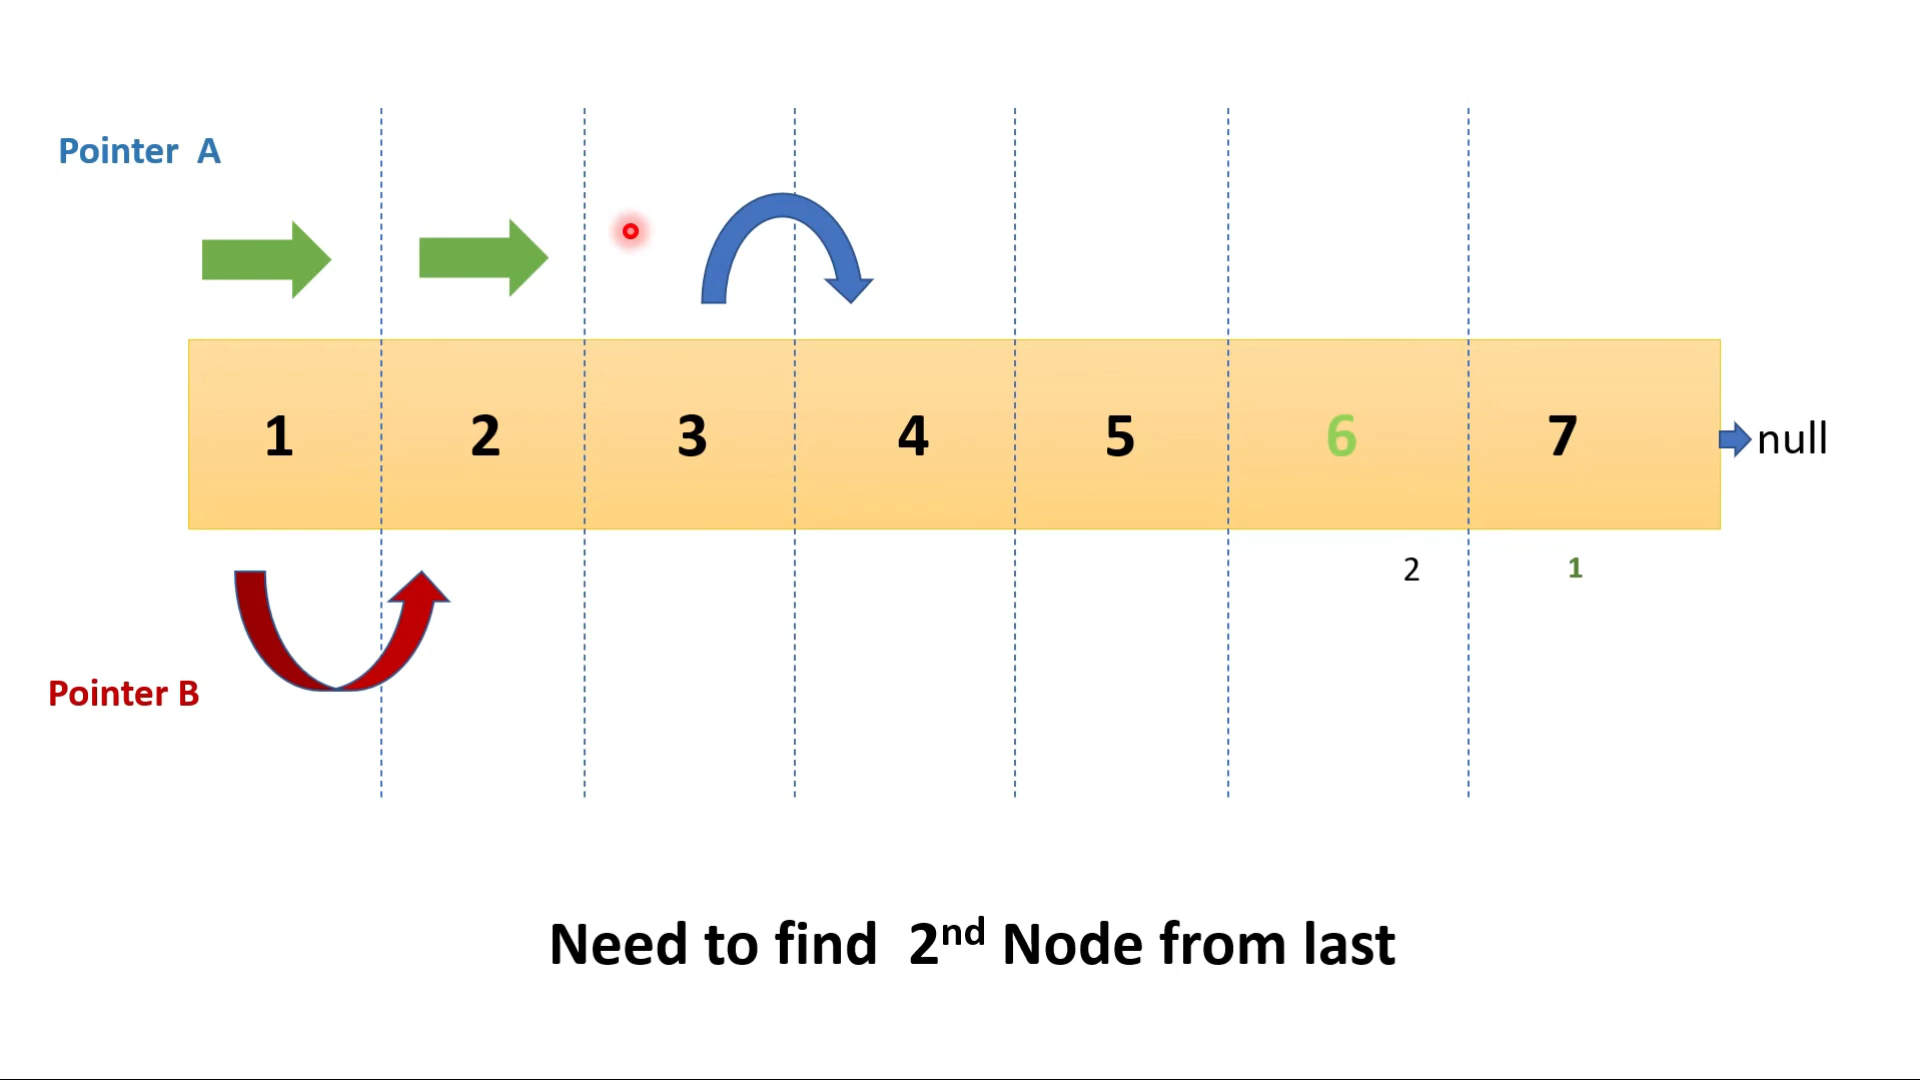 Pointer A
1 2 3 4 5 6 7 null
2 1
Pointer B
Need to find 2nd Node from last